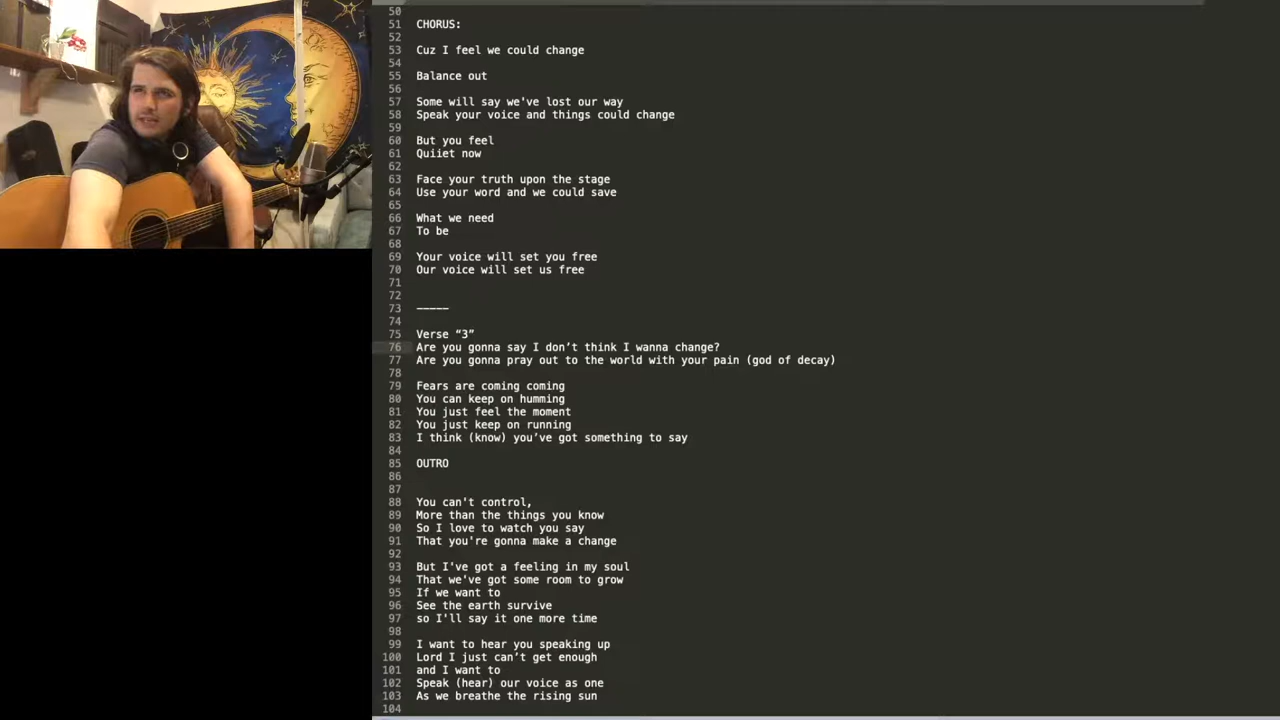 50
51 CHORUS:
52
53 Cuz I feel we could change
54
55 Balance out
56
57 Some will say we've lost our way
58 Speak your voice and things could change
59
60 But you feel
61 Quiiet now
62
63 Face your truth upon the stage
64 Use your word and we could save
65
66 What we need
67 To be
68
69 Your voice will set you free
70 Our voice will set us free
71
72
73 —————
74
75 Verse “3”
76 Are you gonna say I don’t think I wanna change?
77 Are you gonna pray out to the world with your pain (god of decay)
78
79 Fears are coming coming
80 You can keep on humming
81 You just feel the moment
82 You just keep on running
83 I think (know) you’ve got something to say
84
85 OUTRO
86
87
88 You can't control,
89 More than the things you know
90 So I love to watch you say
91 That you're gonna make a change
92
93 But I've got a feeling in my soul
94 That we've got some room to grow
95 If we want to
96 See the earth survive
97 so I'll say it one more time
98
99 I want to hear you speaking up
100 Lord I just can’t get enough
101 and I want to
102 Speak (hear) our voice as one
103 As we breathe the rising sun
104